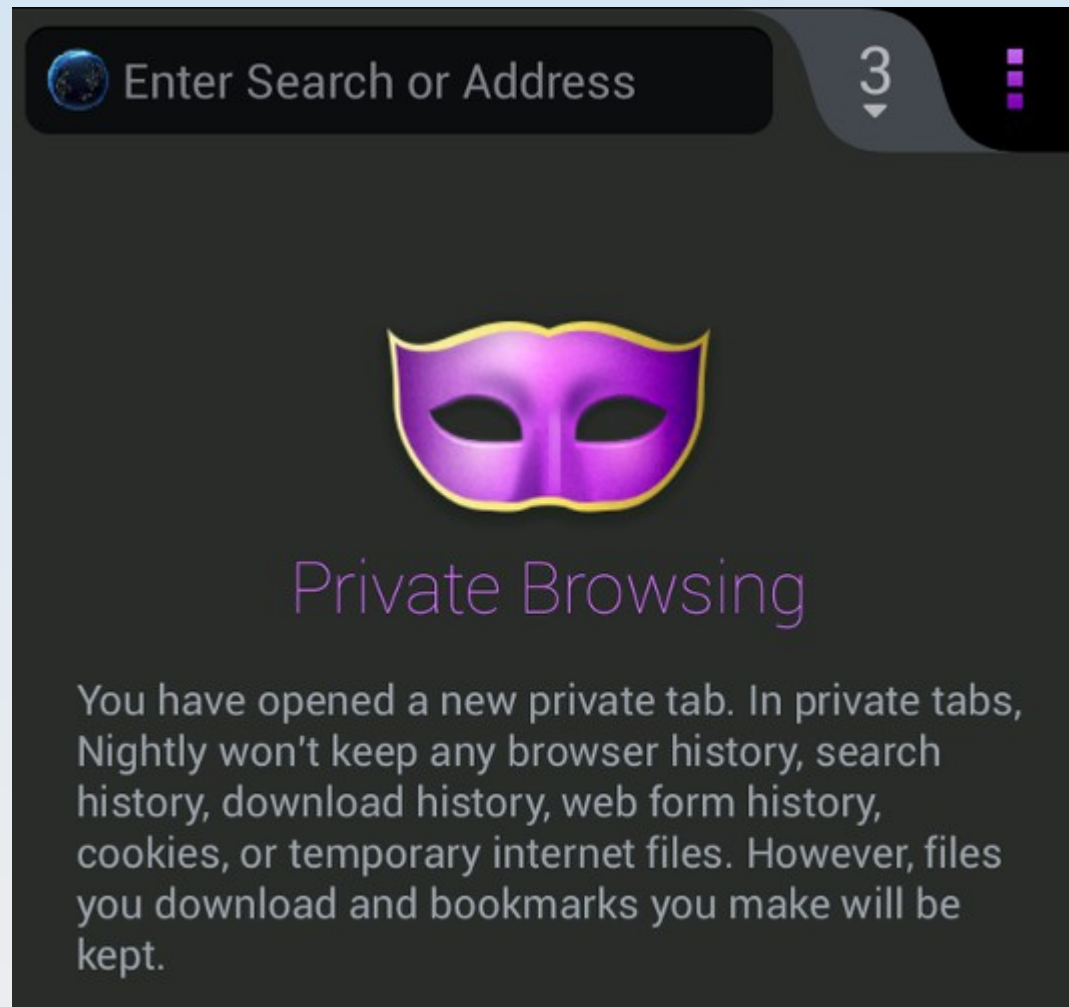 Enter Search or Address
3
Private Browsing
You have opened a new private tab. In private tabs,
Nightly won't keep any browser history, search
history, download history, web form history,
cookies, or temporary internet files. However, files
you download and bookmarks you make will be
kept.